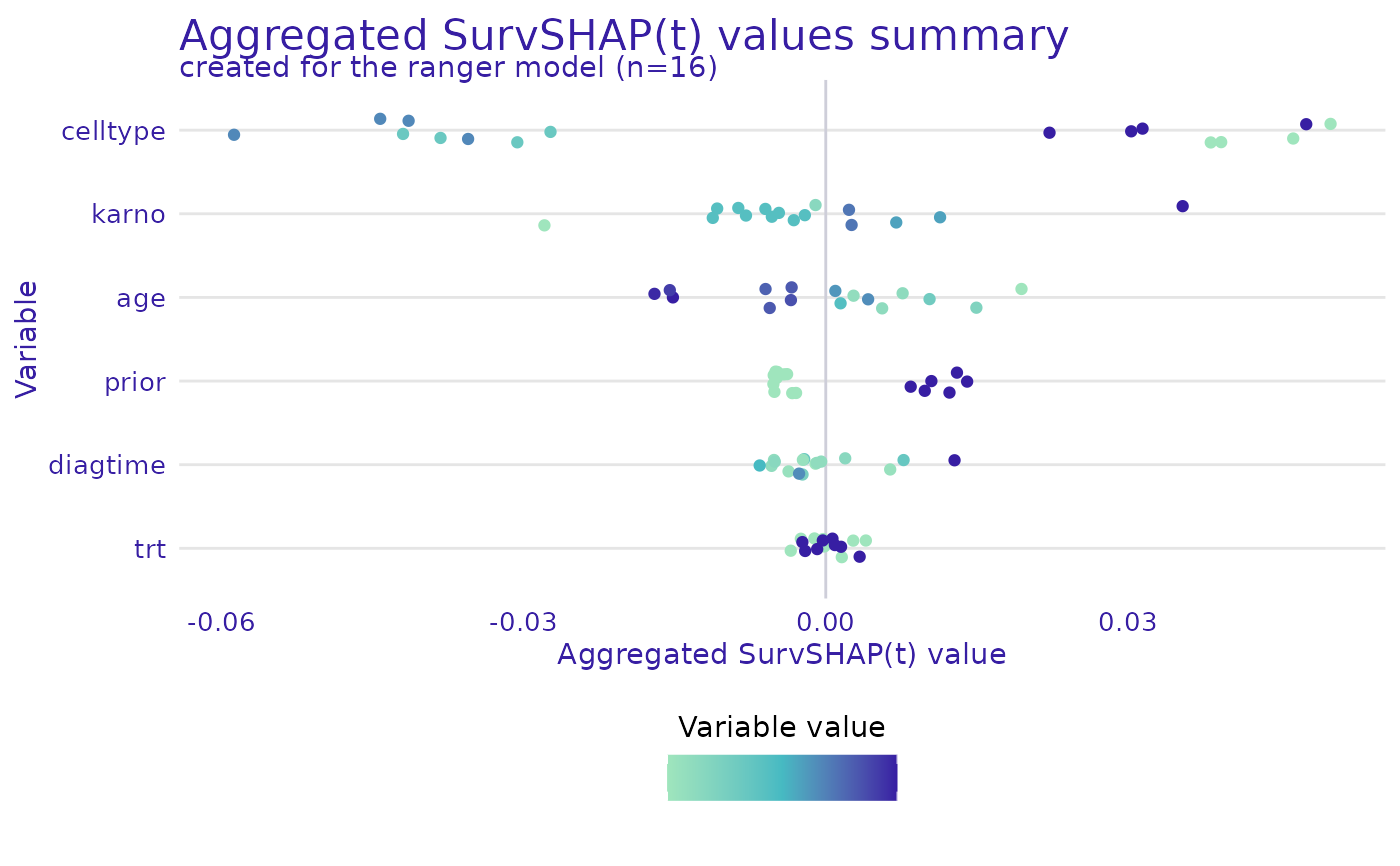 Aggregated SurvSHAP(t) values summary
created for the ranger model (n=16)
Variable
celltype
karno
age
prior
diagtime
trt
-0.06 -0.03 0.00 0.03
Aggregated SurvSHAP(t) value
Variable value